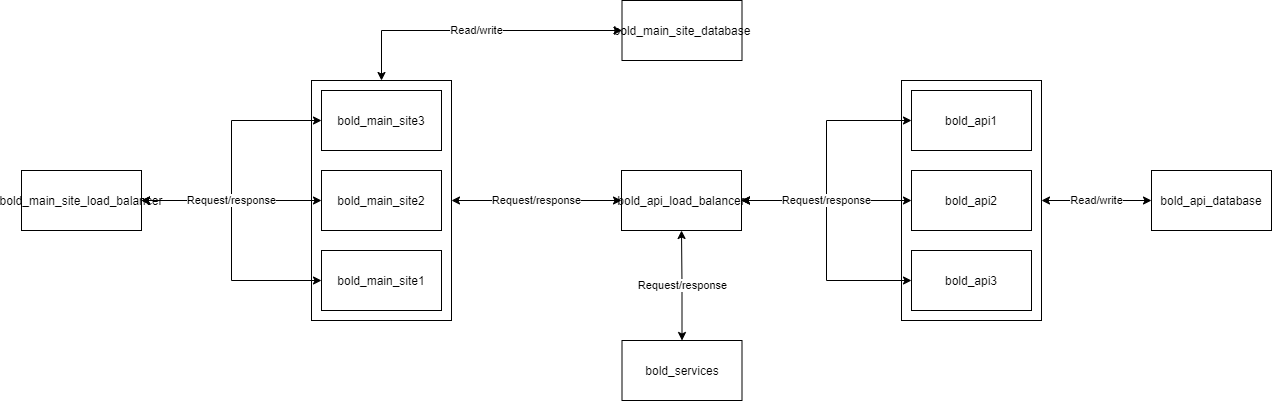 Read/write
bold_main_site_database
bold_main_site3
bold_api1
bold_main_site_load_balancer
Request/response
bold_main_site2
Request/response
bold_api_load_balancer
Request/response
bold_api2
Read/write
bold_api_database
bold_main_site1
Request/response
bold_api3
bold_services